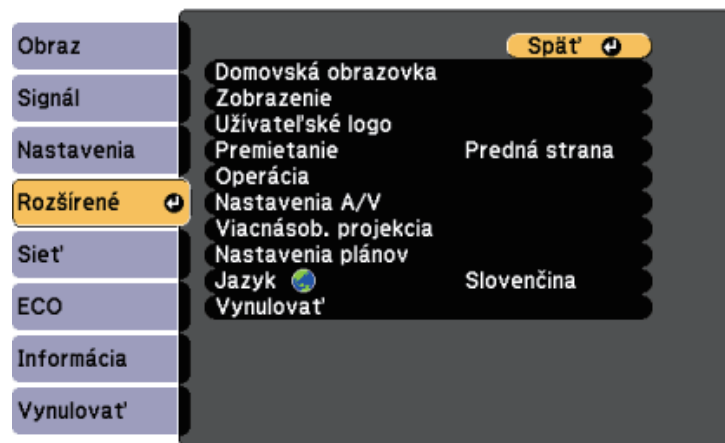 Obraz
Signál
Nastavenia
Rozšírené
Sieť
ECO
Informácia
Vynulovať
Späť
Domovská obrazovka
Zobrazenie
Užívateľské logo
Premietanie Predná strana
Operácia
Nastavenia A/V
Viacnásob. projekcia
Nastavenia plánov
Jazyk Slovenčina
Vynulovať